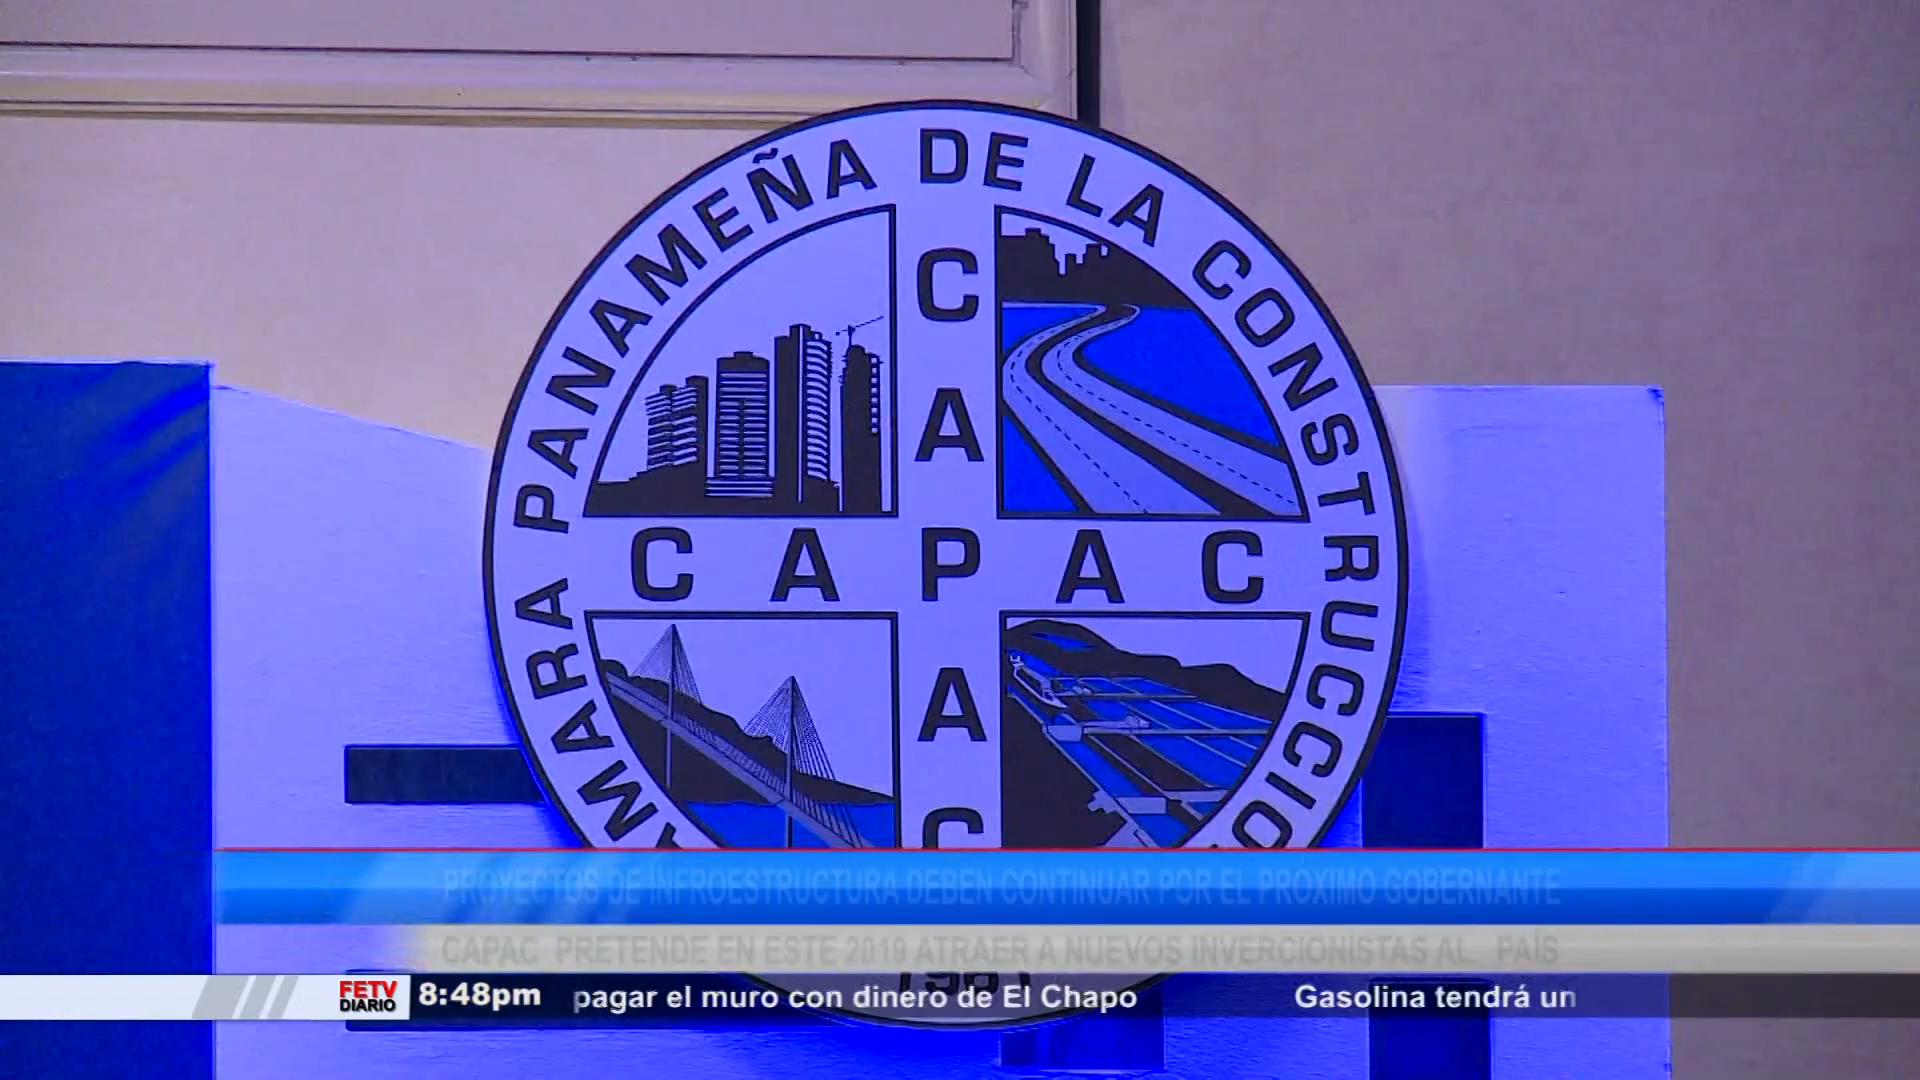 CÁMARA PANAMEÑA DE LA CONSTRUCCIÓN
CAPAC
CAPAC
PROYECTOS DE INFROESTRUCTURA DEBEN CONTINUAR POR EL PRÓXIMO GOBERNANTE
CAPAC PRETENDE EN ESTE 2019 ATRAER A NUEVOS INVERCIONISTAS AL PAÍS
FETV
DIARIO
8:48pm
pagar el muro con dinero de El Chapo
Gasolina tendrá un